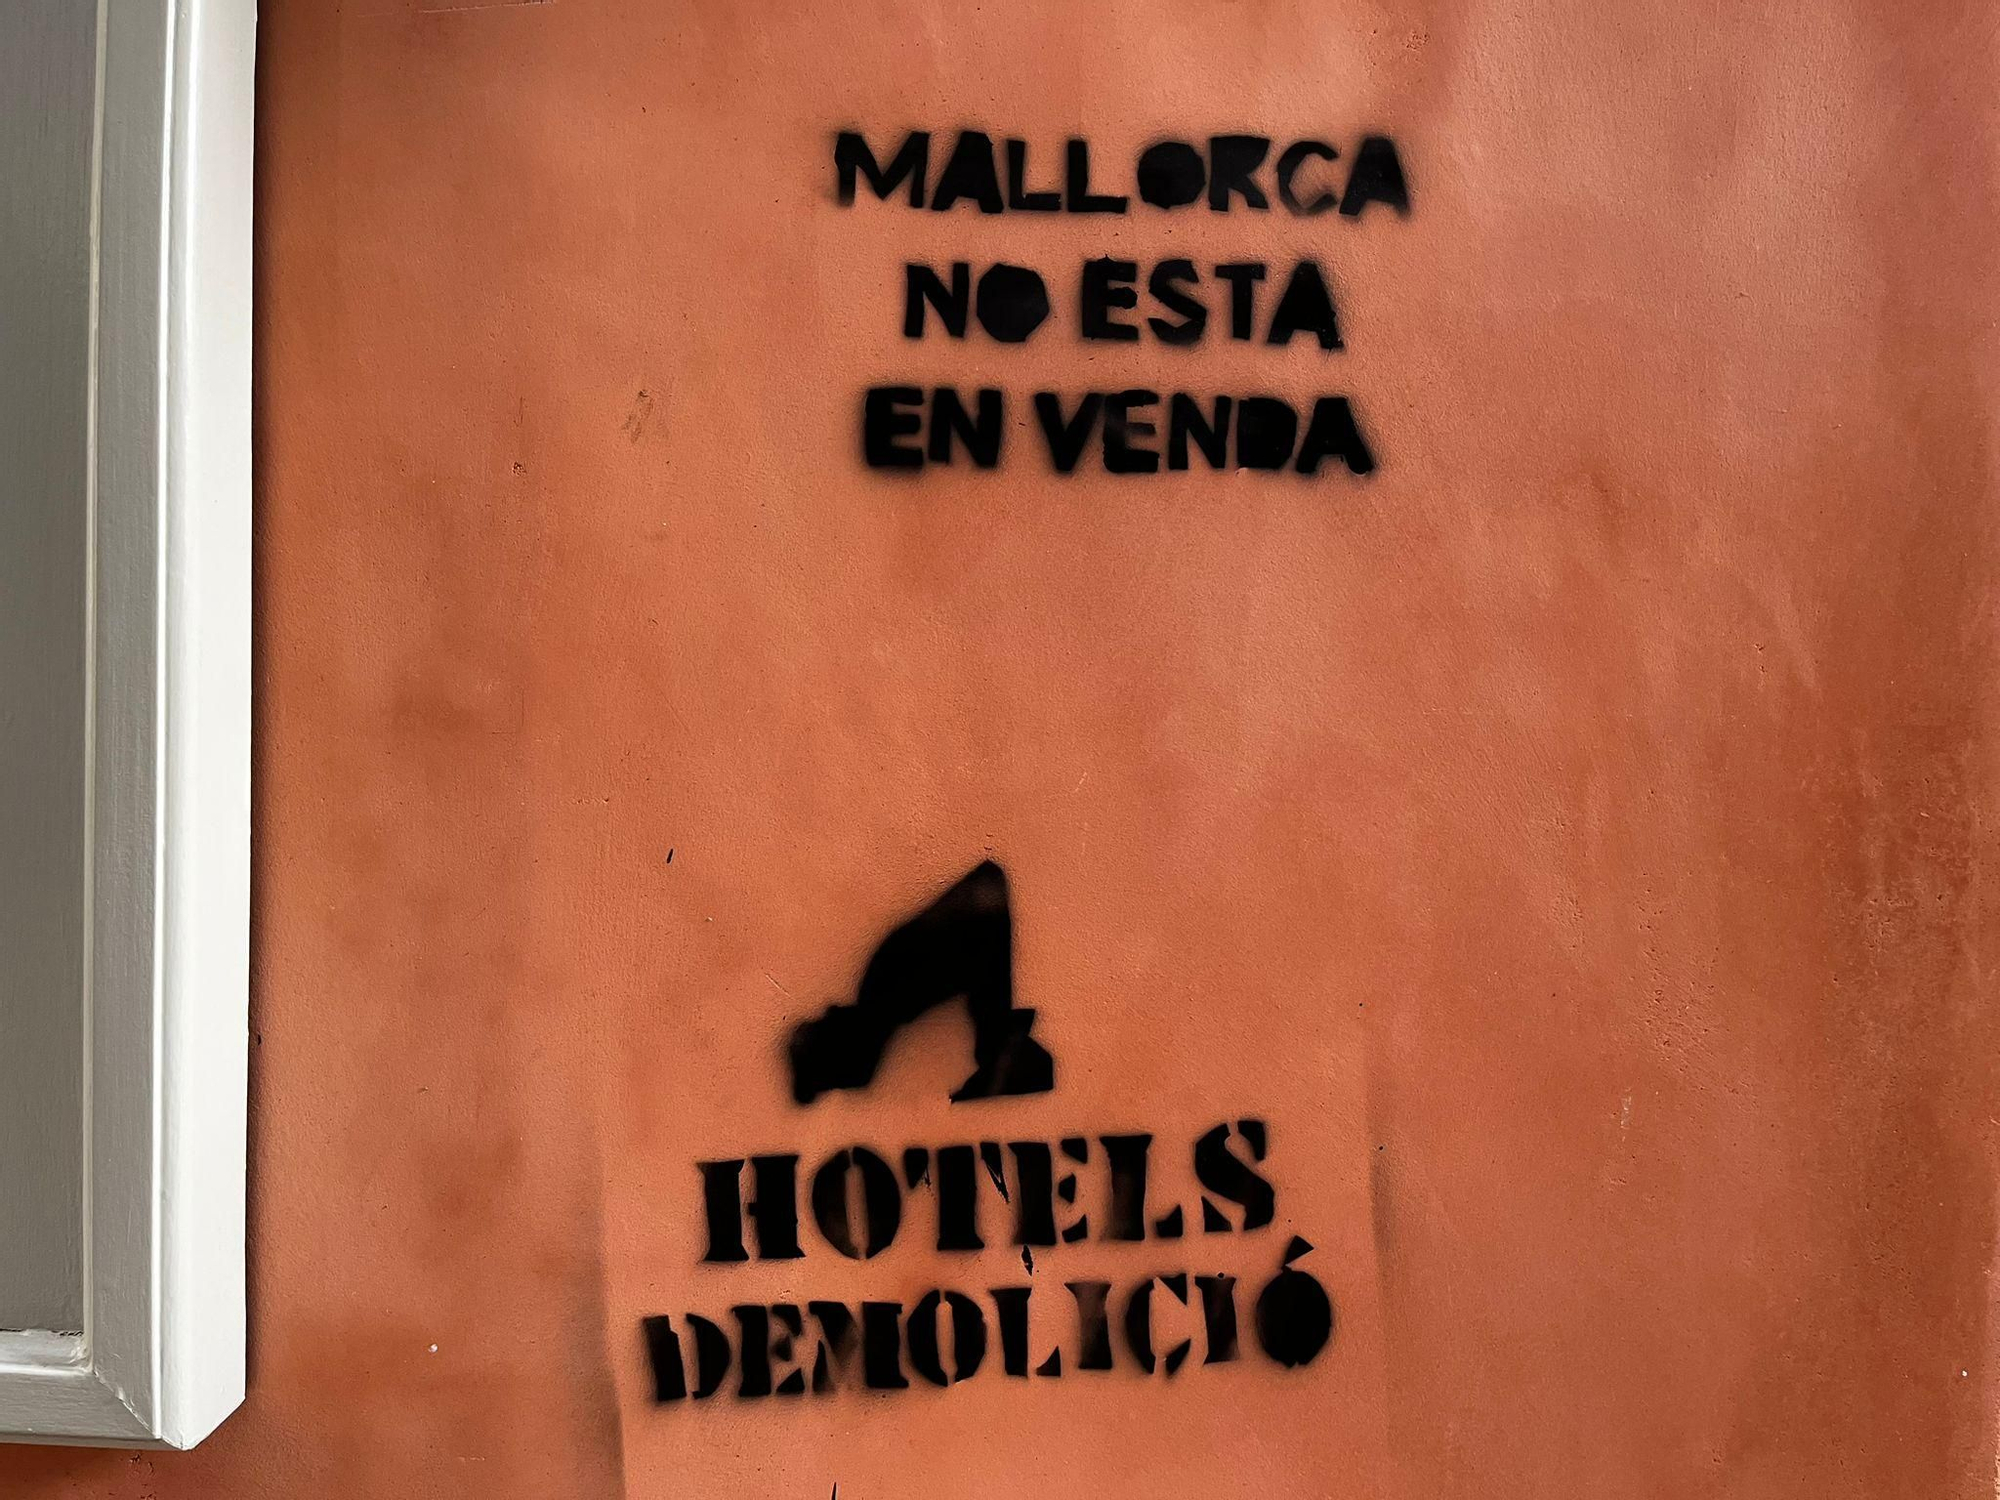 MALLORCA
NO ESTA
EN VENDA
HOTELS
DEMOLICIÓ